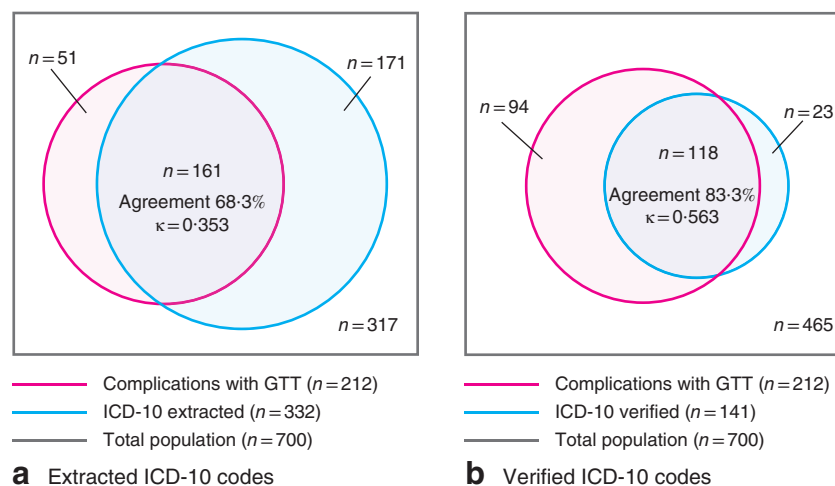 n=51
n=171
n=161
Agreement 68·3%
κ=0·353
n=317
Complications with GTT (n=212)
ICD-10 extracted (n=332)
Total population (n=700)
a Extracted ICD-10 codes
n=94
n=23
n=118
Agreement 83·3%
κ=0·563
n=465
Complications with GTT (n=212)
ICD-10 verified (n=141)
Total population (n=700)
b Verified ICD-10 codes